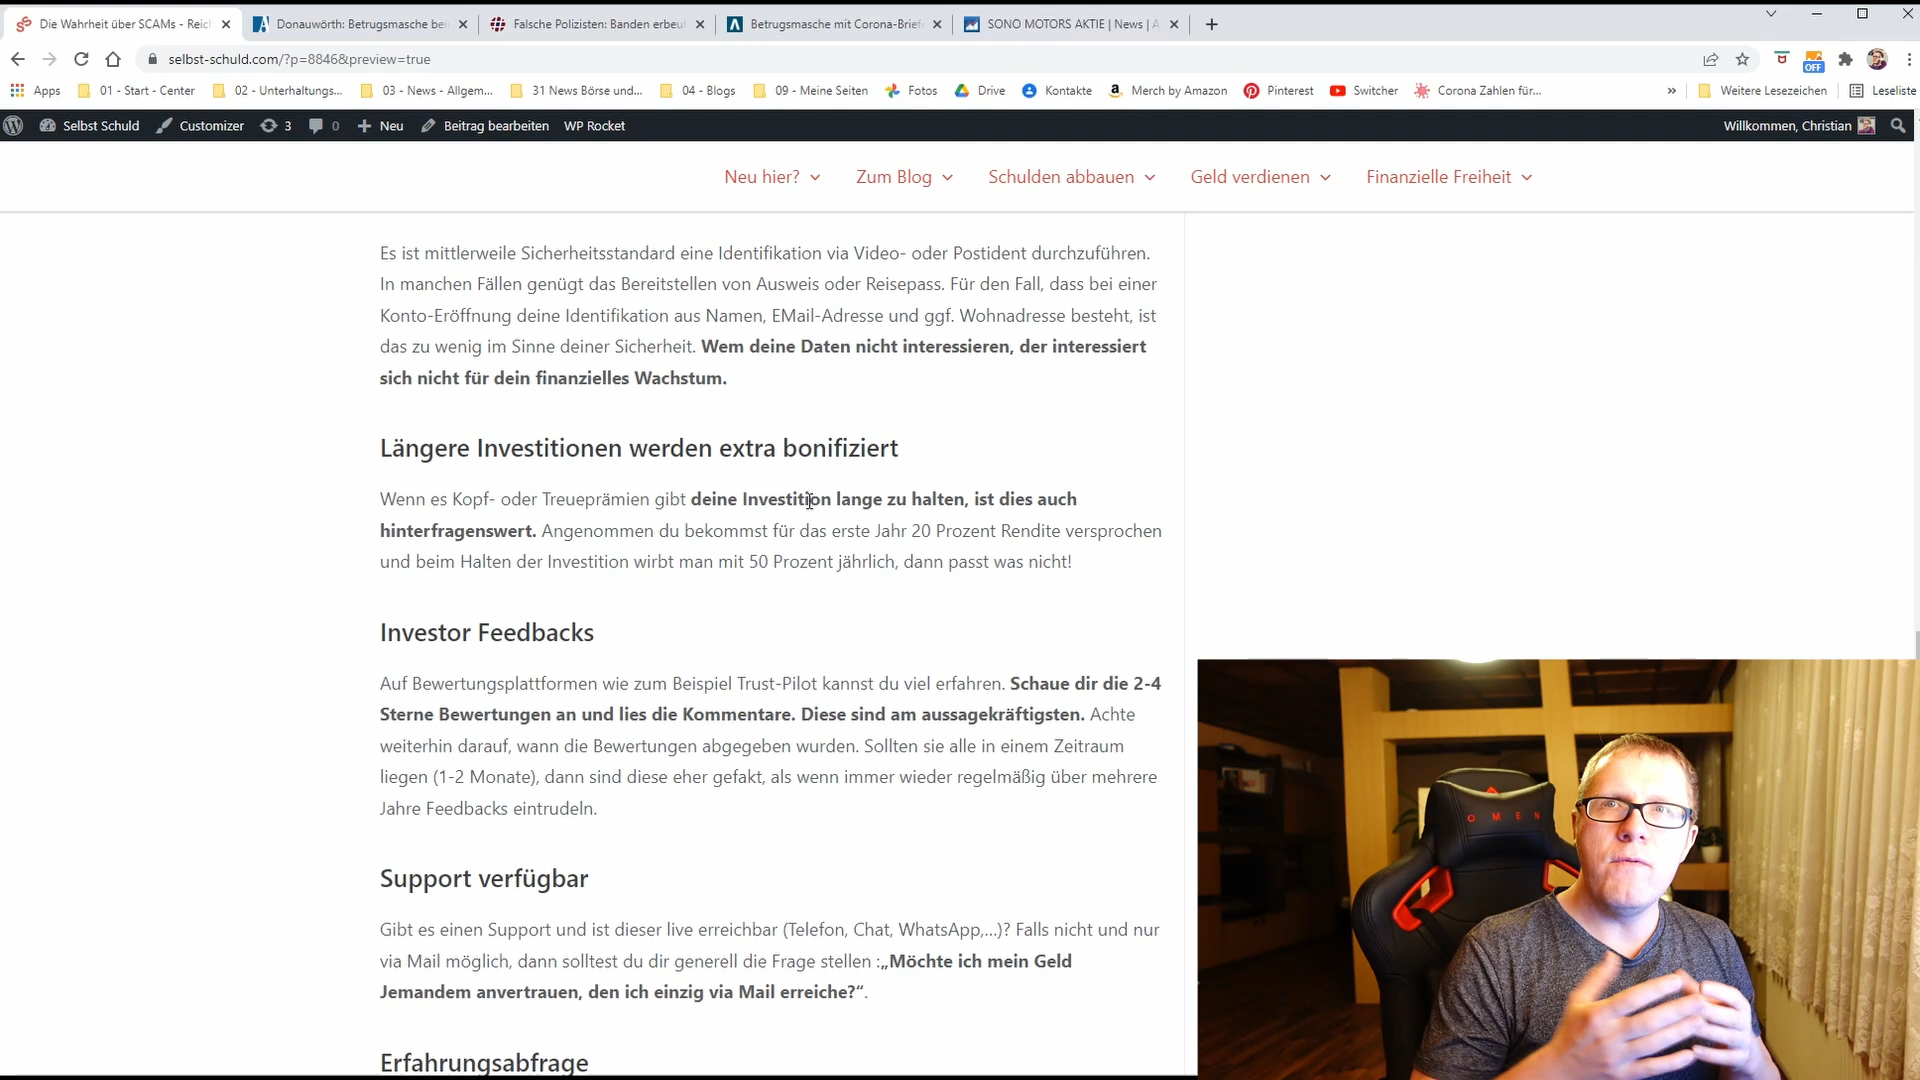 Die Wahrheit über SCAMs - Reich
Donauwörth: Betrugsmasche bei
Falsche Polizisten: Banden erbeut
Betrugsmasche mit Corona-Brief
SONO MOTORS AKTIE | News | A
selbst-schuld.com/?p=8846&preview=true
OFF
Apps
01 - Start - Center
02 - Unterhaltungs...
03 - News - Allgem...
31 News Börse und...
04 - Blogs
09 - Meine Seiten
Fotos
Drive
Kontakte
Merch by Amazon
Pinterest
Switcher
Corona Zahlen für...
»
Weitere Lesezeichen
Leseliste
Selbst Schuld
Customizer
3
0
Neu
Beitrag bearbeiten
WP Rocket
Willkommen, Christian
Neu hier?
Zum Blog
Schulden abbauen
Geld verdienen
Finanzielle Freiheit
Es ist mittlerweile Sicherheitsstandard eine Identifikation via Video- oder Postident durchzuführen.
In manchen Fällen genügt das Bereitstellen von Ausweis oder Reisepass. Für den Fall, dass bei einer
Konto-Eröffnung deine Identifikation aus Namen, EMail-Adresse und ggf. Wohnadresse besteht, ist
das zu wenig im Sinne deiner Sicherheit. Wem deine Daten nicht interessieren, der interessiert
sich nicht für dein finanzielles Wachstum.
Längere Investitionen werden extra bonifiziert
Wenn es Kopf- oder Treueprämien gibt deine Investition lange zu halten, ist dies auch
hinterfragenswert. Angenommen du bekommst für das erste Jahr 20 Prozent Rendite versprochen
und beim Halten der Investition wirbt man mit 50 Prozent jährlich, dann passt was nicht!
Investor Feedbacks
Auf Bewertungsplattformen wie zum Beispiel Trust-Pilot kannst du viel erfahren. Schaue dir die 2-4
Sterne Bewertungen an und lies die Kommentare. Diese sind am aussagekräftigsten. Achte
weiterhin darauf, wann die Bewertungen abgegeben wurden. Sollten sie alle in einem Zeitraum
liegen (1-2 Monate), dann sind diese eher gefakt, als wenn immer wieder regelmäßig über mehrere
Jahre Feedbacks eintrudeln.
Support verfügbar
Gibt es einen Support und ist dieser live erreichbar (Telefon, Chat, WhatsApp,...)? Falls nicht und nur
via Mail möglich, dann solltest du dir generell die Frage stellen :„Möchte ich mein Geld
Jemandem anvertrauen, den ich einzig via Mail erreiche?“.
Erfahrungsabfrage
OMEN